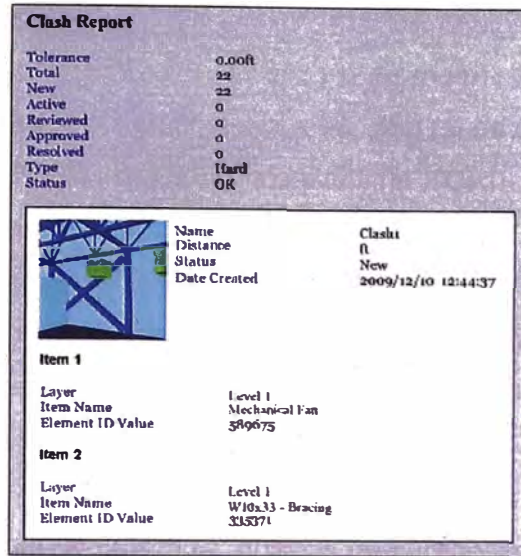 Clash Report
Tolerance 0.00ft
Total 22
New 22
Active 0
Reviewed 0
Approved 0
Resolved 0
Type Hard
Status OK
Name Clash1
Distance ft
Status New
Date Created 2009/12/10 12:44:37
Item 1
Layer Level 1
Item Name Mechanical Fan
Element ID Value 589675
Item 2
Layer Level 1
Item Name W10x33 - Bracing
Element ID Value 335371